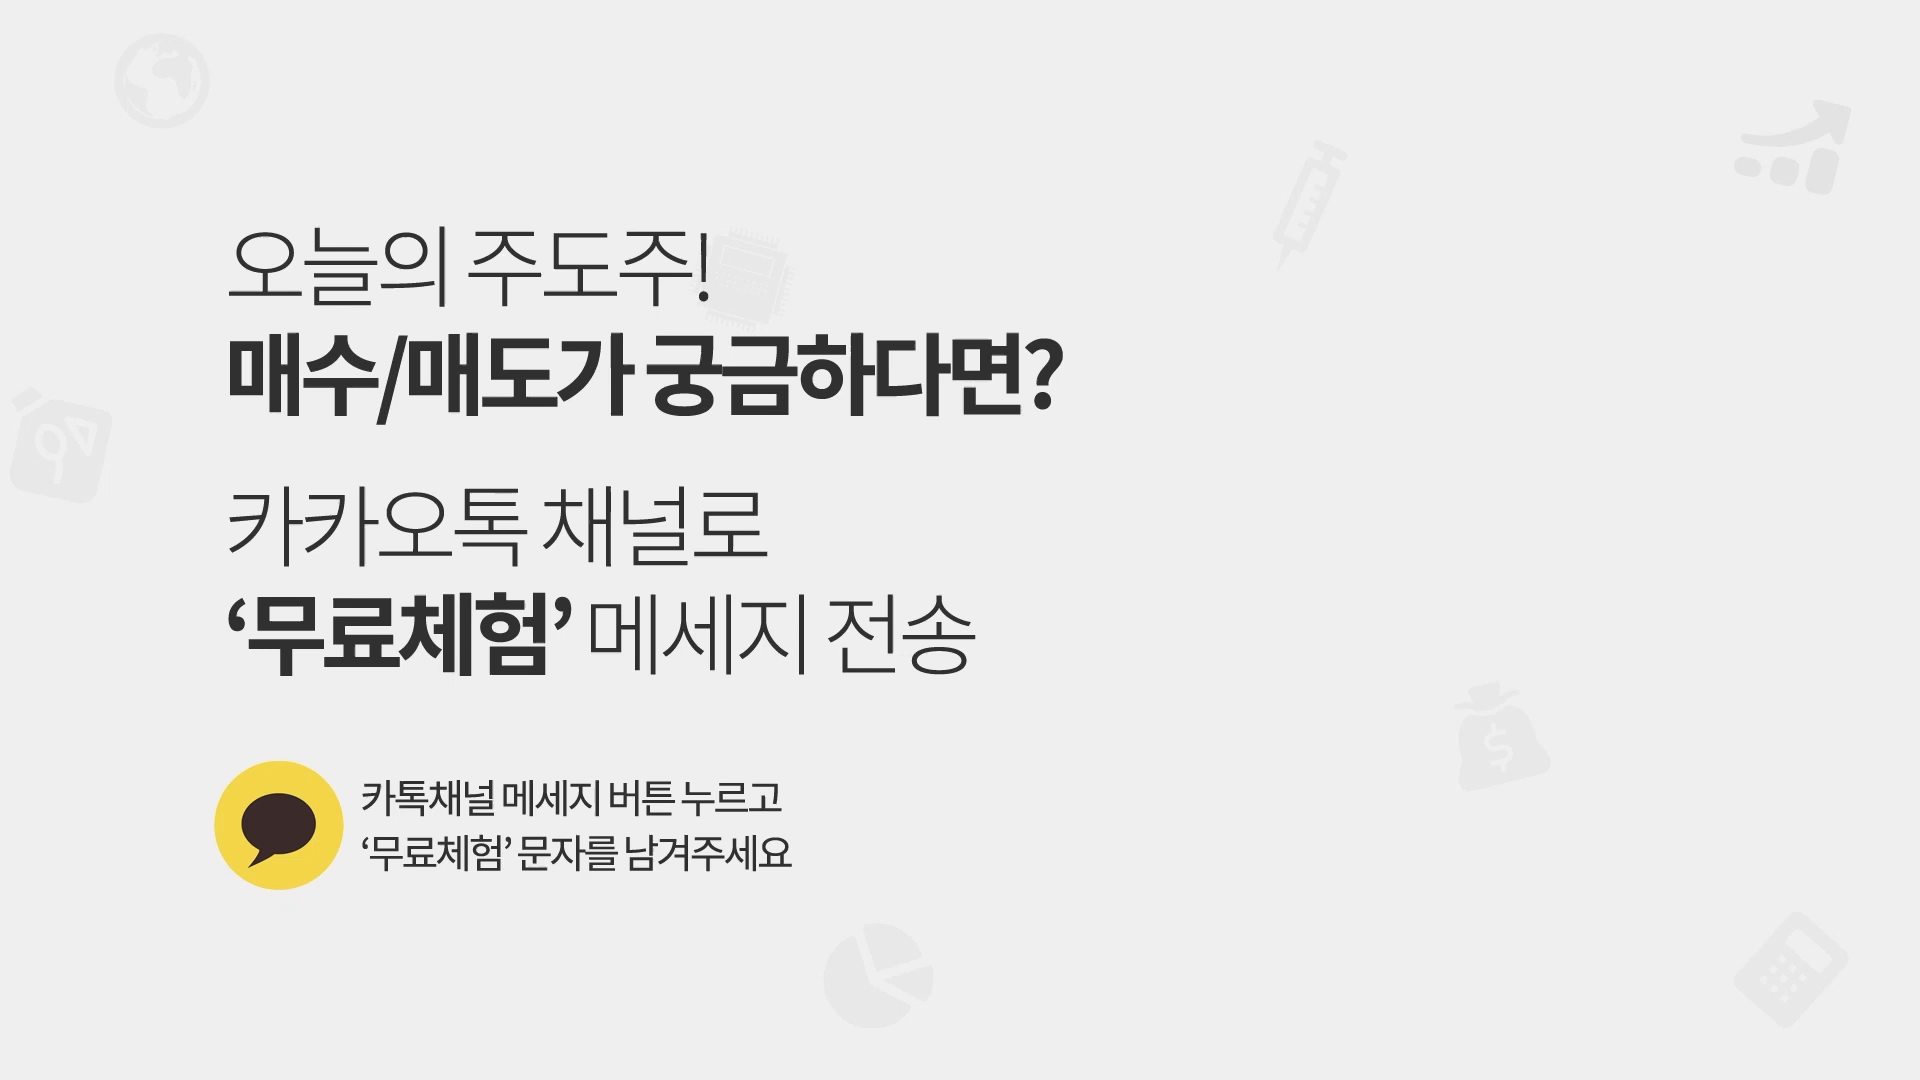 오늘의 주도주!
매수/매도가 궁금하다면?
카카오톡 채널로
‘무료체험’ 메세지 전송
카톡채널 메세지 버튼 누르고
‘무료체험’ 문자를 남겨주세요
$